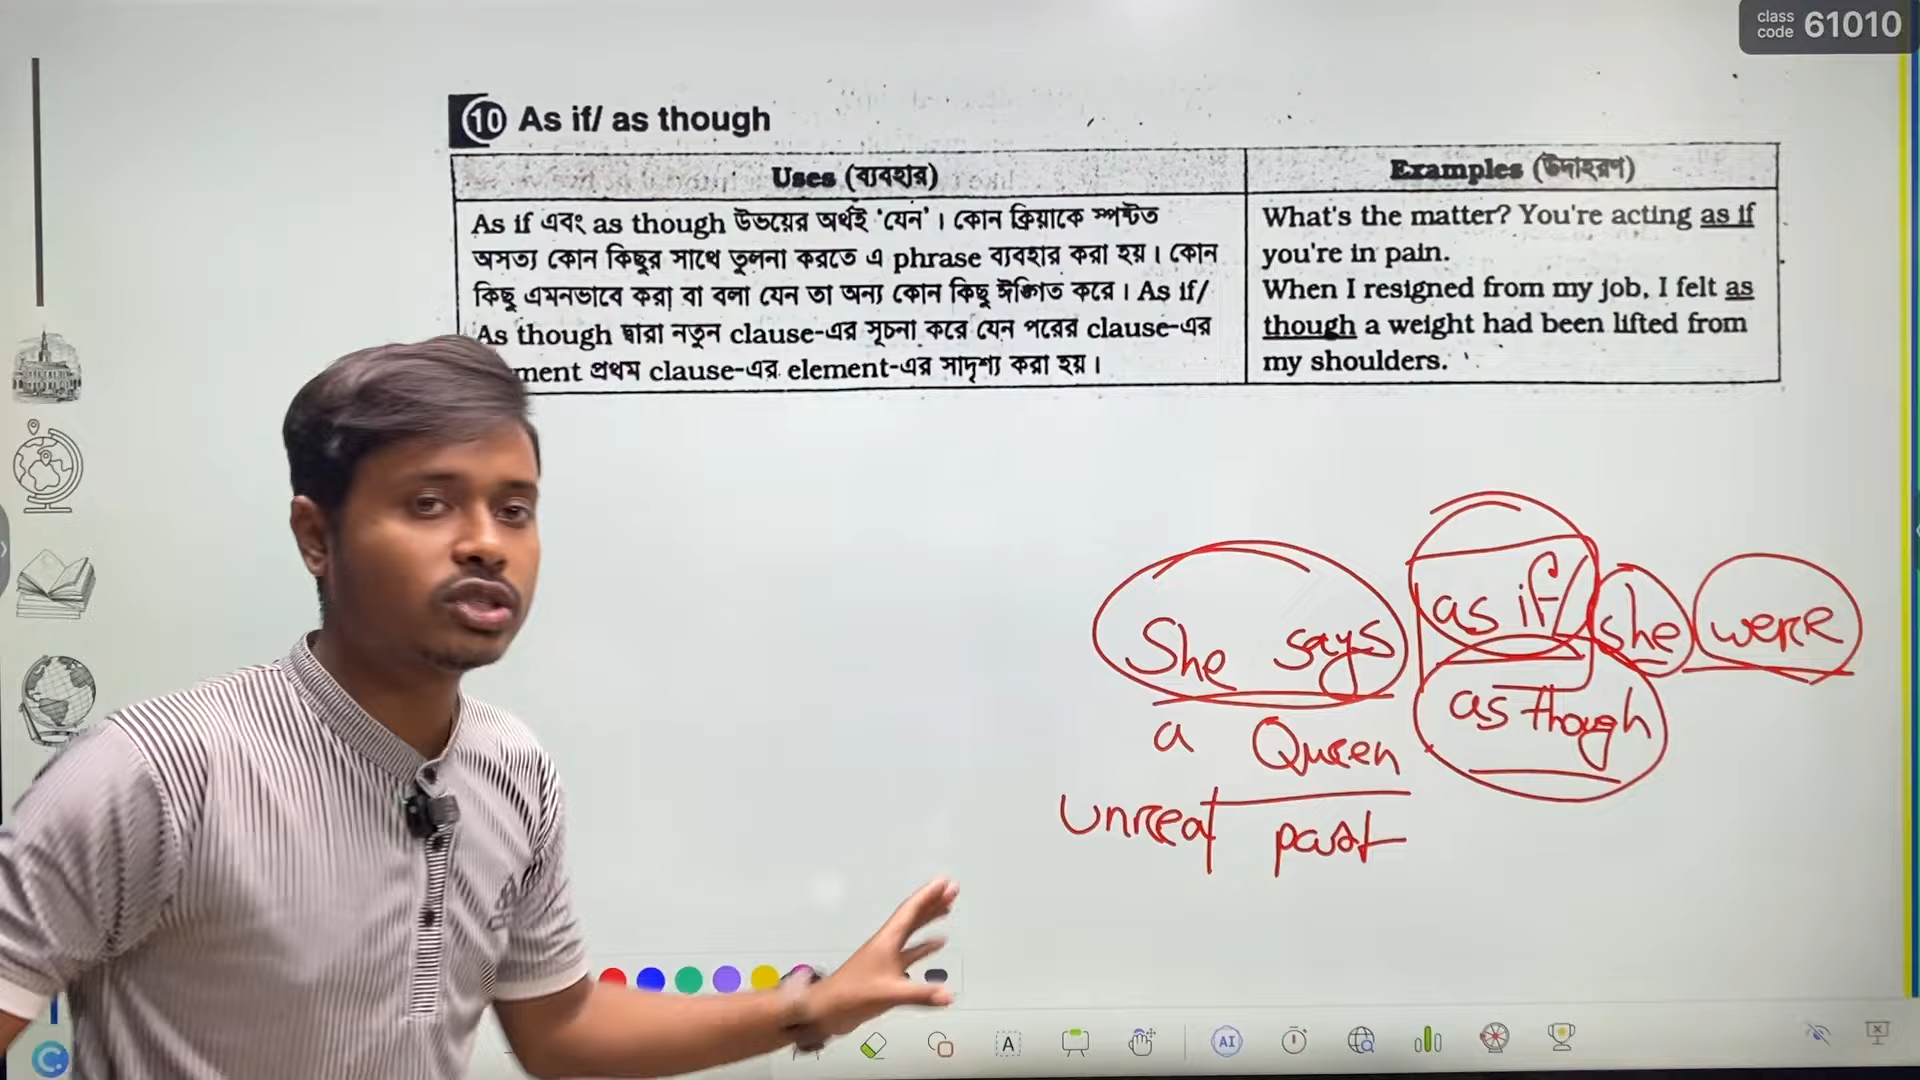 class code 61010
10 As if/ as though
Uses (ব্যবহার)
As if এবং as though উভয়ের অর্থই 'যেন'। কোন ক্রিয়াকে স্পষ্টত
অসত্য কোন কিছুর সাথে তুলনা করতে এ phrase ব্যবহার করা হয়। কোন
কিছু এমনভাবে করা বা বলা যেন তা অন্য কোন কিছু ঈঙ্গিত করে। As if/
As though দ্বারা নতুন clause-এর সূচনা করে যেন পরের clause-এর
ment প্রথম clause-এর element-এর সাদৃশ্য করা হয়।
Examples (উদাহরণ)
What's the matter? You're acting as if
you're in pain.
When I resigned from my job, I felt as
though a weight had been lifted from
my shoulders.
She says as if/ she were
as though
a Queen
unreal past
A
AI